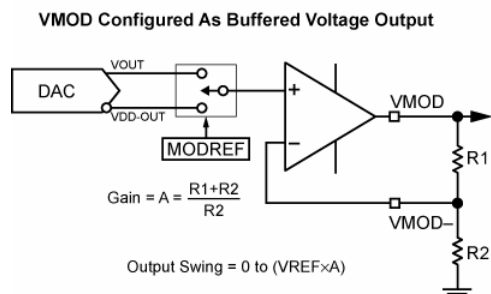 VMOD Configured As Buffered Voltage Output
VOUT
DAC
VDD-OUT
MODREF
+
−
VMOD
R1
VMOD–
R2
Gain = A = R1+R2
R2
Output Swing = 0 to (VREF×A)